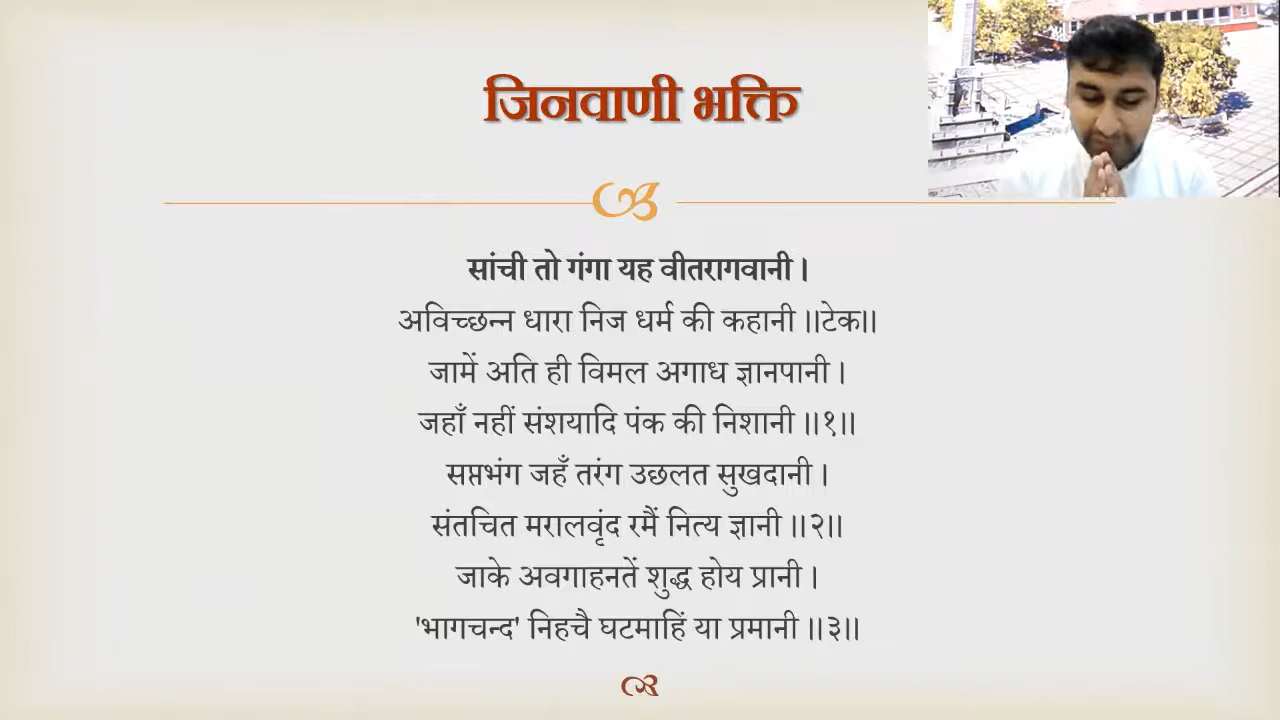 जिनवाणी भक्ति
सांची तो गंगा यह वीतरागवानी ।
अविच्छन्न धारा निज धर्म की कहानी ॥टेक॥
जामें अति ही विमल अगाध ज्ञानपानी ।
जहाँ नहीं संशयादि पंक की निशानी ॥१॥
सप्तभंग जहँ तरंग उछलत सुखदानी ।
संतचित मरालवृंद रमैं नित्य ज्ञानी ॥२॥
जाके अवगाहनतें शुद्ध होय प्रानी ।
'भागचन्द' निहचै घटमाहिं या प्रमानी ॥३॥